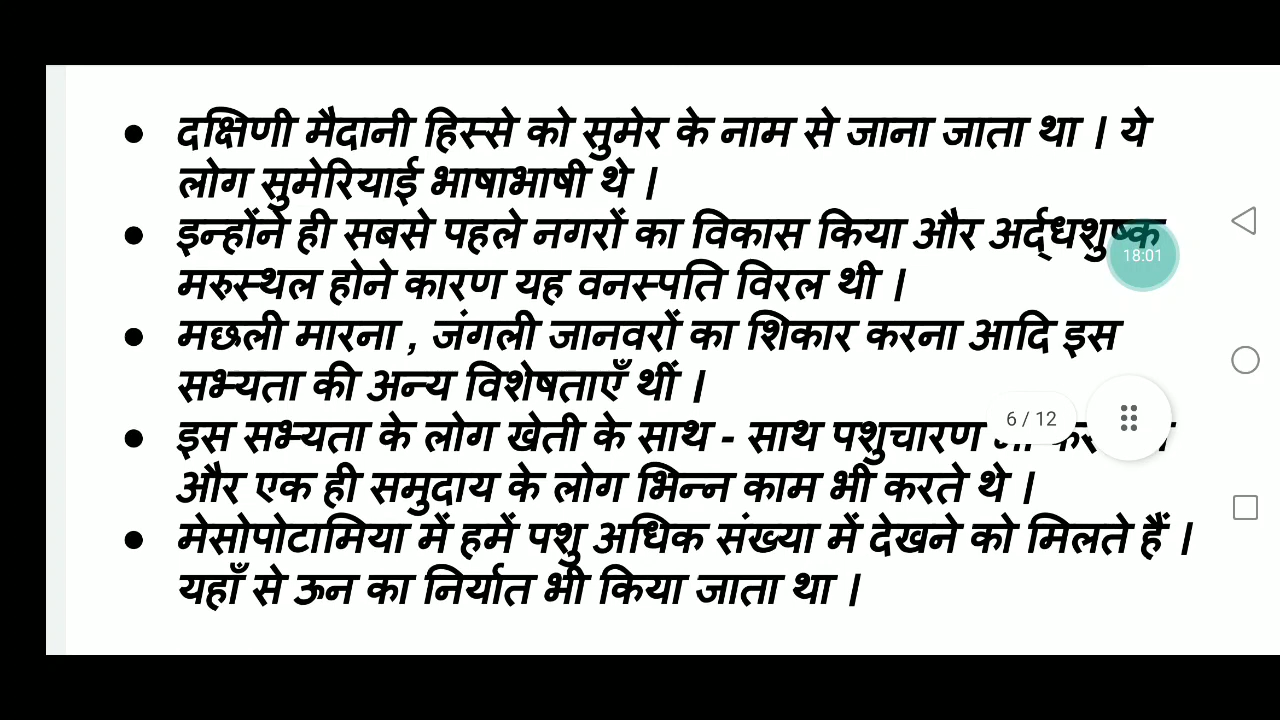 ● दक्षिणी मैदानी हिस्से को सुमेर के नाम से जाना जाता था । ये
लोग सुमेरियाई भाषाभाषी थे ।
● इन्होंने ही सबसे पहले नगरों का विकास किया और अर्द्धशुष्क
18:01
मरुस्थल होने कारण यह वनस्पति विरल थी ।
● मछली मारना , जंगली जानवरों का शिकार करना आदि इस
सभ्यता की अन्य विशेषताएँ थीं ।
6 / 12
● इस सभ्यता के लोग खेती के साथ - साथ पशुचारण
और एक ही समुदाय के लोग भिन्न काम भी करते थे ।
● मेसोपोटामिया में हमें पशु अधिक संख्या में देखने को मिलते हैं ।
यहाँ से ऊन का निर्यात भी किया जाता था ।